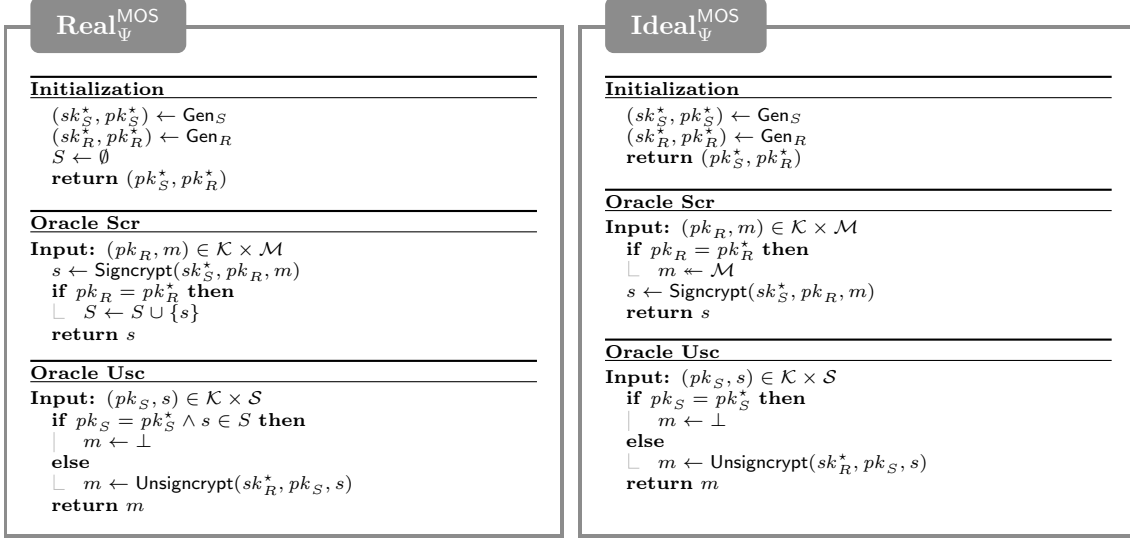 Real^MOS_Ψ
Initialization
(sk^⋆_S, pk^⋆_S) ← Gen_S
(sk^⋆_R, pk^⋆_R) ← Gen_R
S ← ∅
return (pk^⋆_S, pk^⋆_R)
Oracle Scr
Input: (pk_R, m) ∈ 𝒦 × ℳ
s ← Signcrypt(sk^⋆_S, pk_R, m)
if pk_R = pk^⋆_R then
S ← S ∪ {s}
return s
Oracle Usc
Input: (pk_S, s) ∈ 𝒦 × 𝒮
if pk_S = pk^⋆_S ∧ s ∈ S then
m ← ⊥
else
m ← Unsigncrypt(sk^⋆_R, pk_S, s)
return m
Ideal^MOS_Ψ
Initialization
(sk^⋆_S, pk^⋆_S) ← Gen_S
(sk^⋆_R, pk^⋆_R) ← Gen_R
return (pk^⋆_S, pk^⋆_R)
Oracle Scr
Input: (pk_R, m) ∈ 𝒦 × ℳ
if pk_R = pk^⋆_R then
m ↞ ℳ
s ← Signcrypt(sk^⋆_S, pk_R, m)
return s
Oracle Usc
Input: (pk_S, s) ∈ 𝒦 × 𝒮
if pk_S = pk^⋆_S then
m ← ⊥
else
m ← Unsigncrypt(sk^⋆_R, pk_S, s)
return m